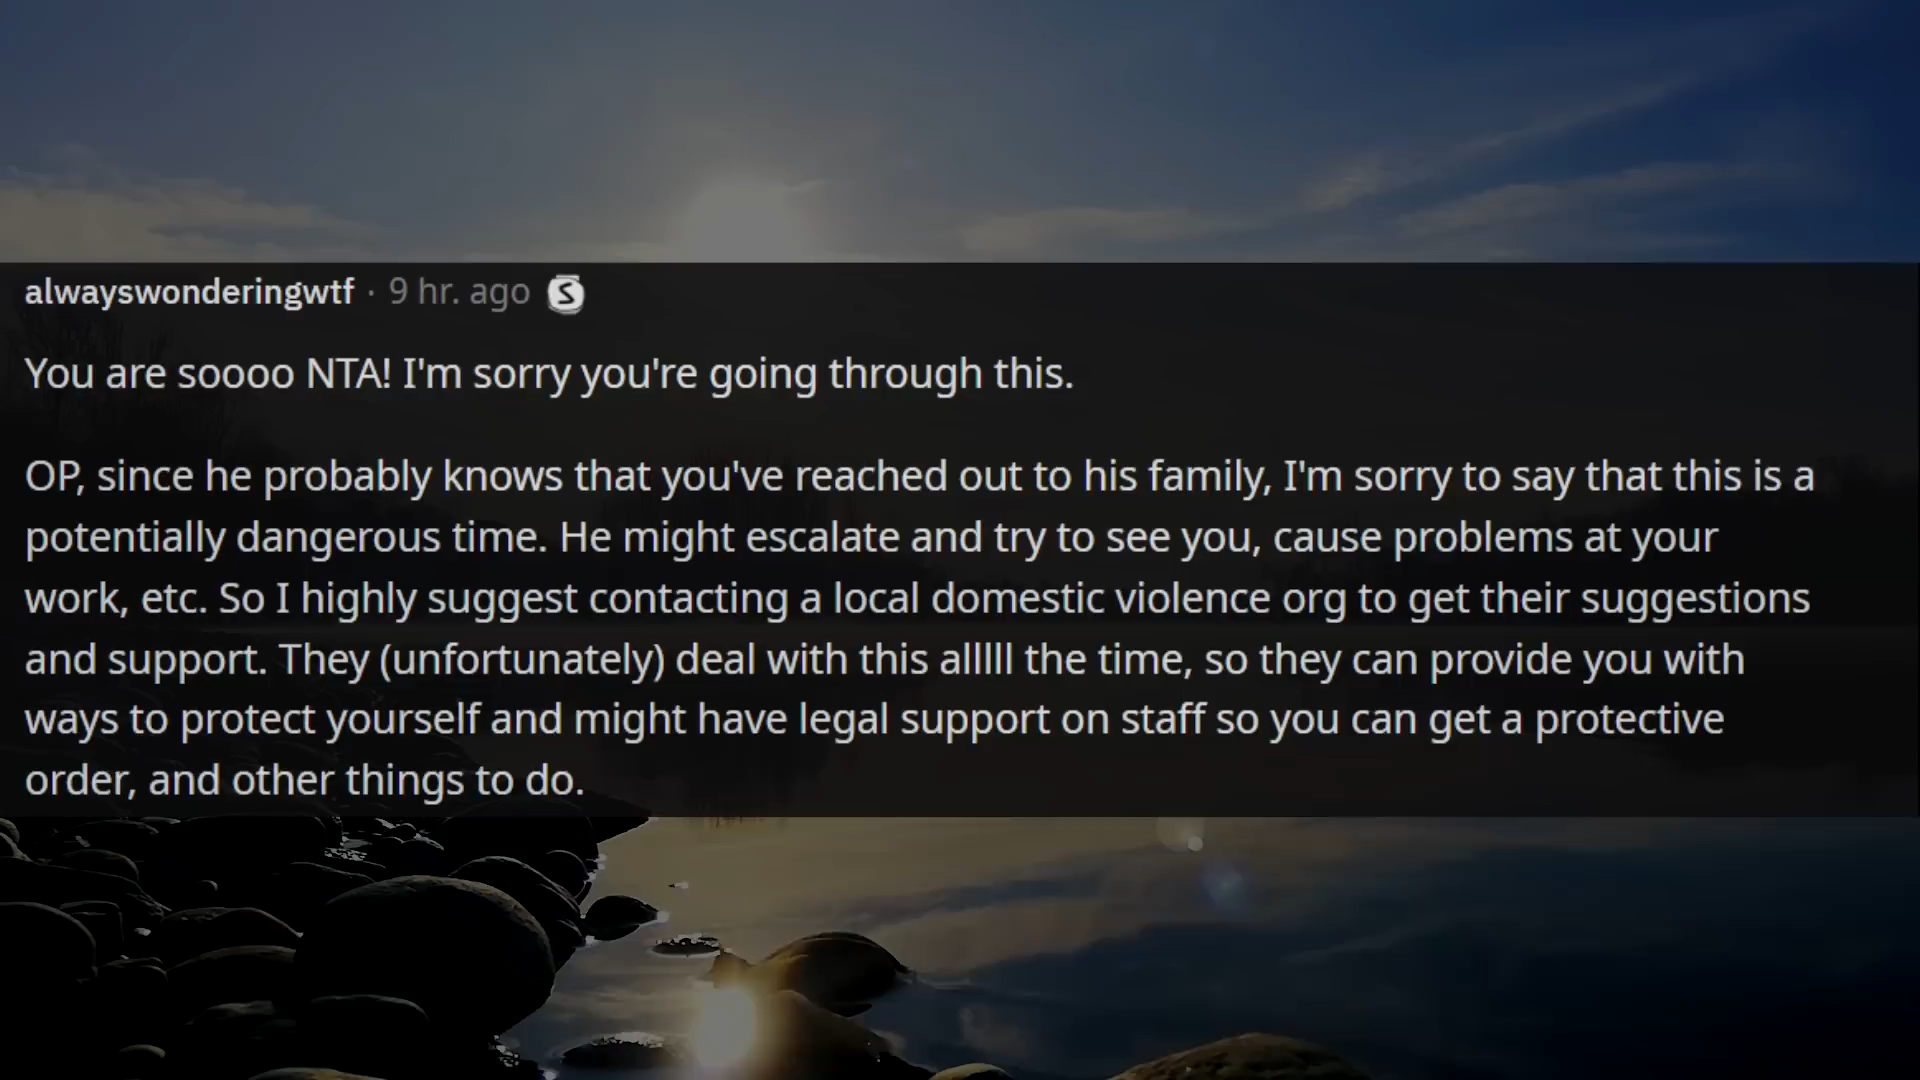 alwayswonderingwtf · 9 hr. ago S
You are soooo NTA! I'm sorry you're going through this.
OP, since he probably knows that you've reached out to his family, I'm sorry to say that this is a
potentially dangerous time. He might escalate and try to see you, cause problems at your
work, etc. So I highly suggest contacting a local domestic violence org to get their suggestions
and support. They (unfortunately) deal with this alllll the time, so they can provide you with
ways to protect yourself and might have legal support on staff so you can get a protective
order, and other things to do.